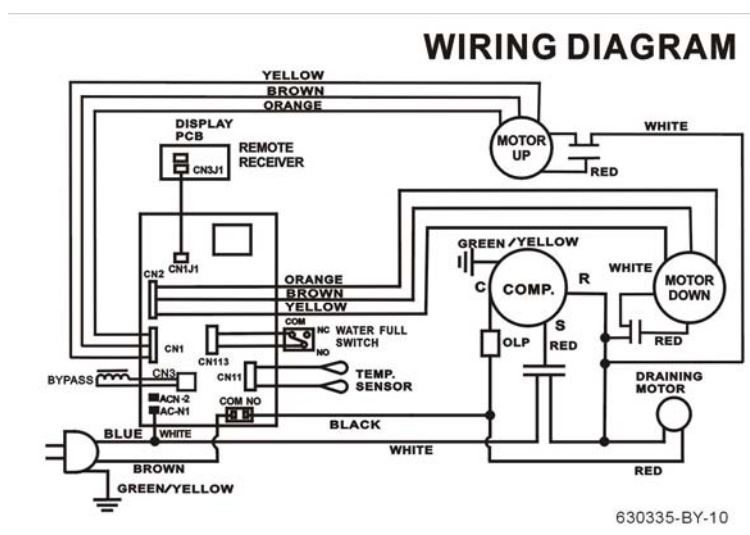 WIRING DIAGRAM
YELLOW
BROWN
ORANGE
DISPLAY
PCB
REMOTE
RECEIVER
CN3J1
MOTOR
UP
WHITE
RED
CN1J1
CN2
ORANGE
BROWN
YELLOW
GREEN/YELLOW
C
COMP.
R
S
RED
OLP
WHITE
MOTOR
DOWN
RED
CN1
CN113
COM
NC
NO
WATER FULL
SWITCH
BYPASS
CN3
CN11
TEMP.
SENSOR
ACN-2
AC-N1
COM NO
BLACK
DRAINING
MOTOR
BLUE
WHITE
WHITE
BROWN
RED
GREEN/YELLOW
630335-BY-10